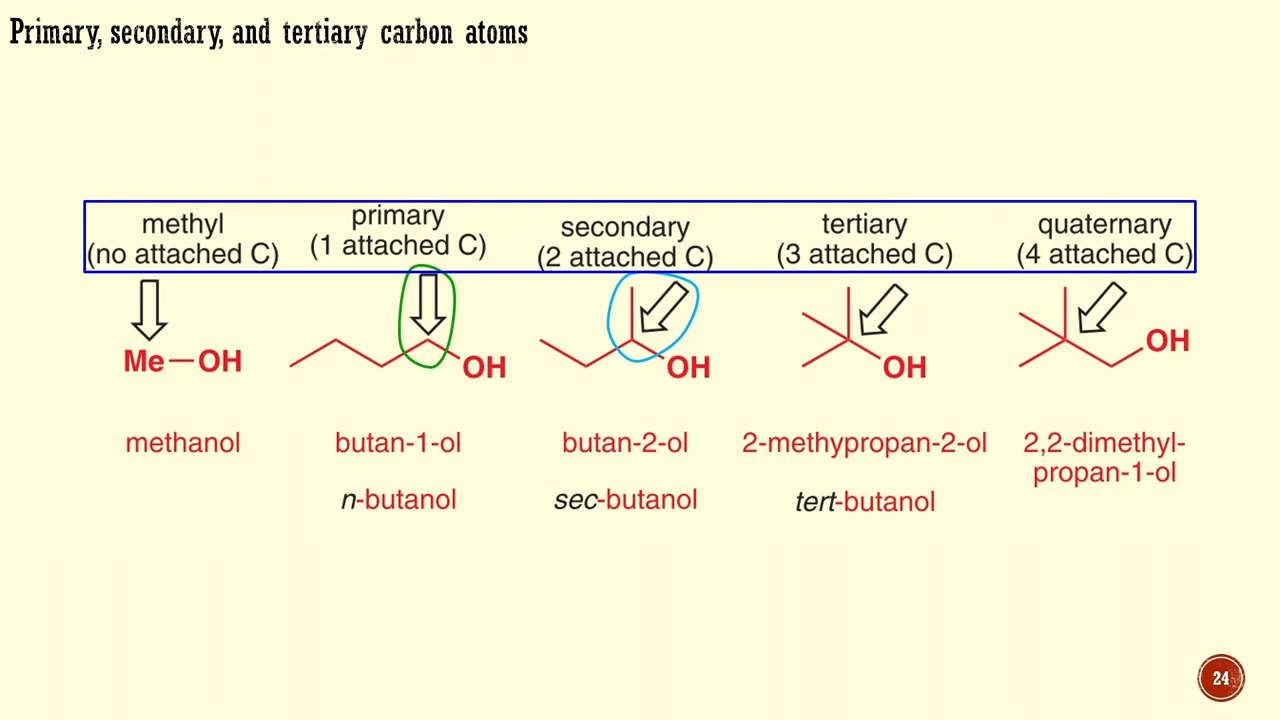 Primary, secondary, and tertiary carbon atoms
methyl
(no attached C)
primary
(1 attached C)
secondary
(2 attached C)
tertiary
(3 attached C)
quaternary
(4 attached C)
Me—OH
OH
OH
OH
OH
methanol
butan-1-ol
butan-2-ol
2-methypropan-2-ol
2,2-dimethyl-
propan-1-ol
n-butanol
sec-butanol
tert-butanol
24